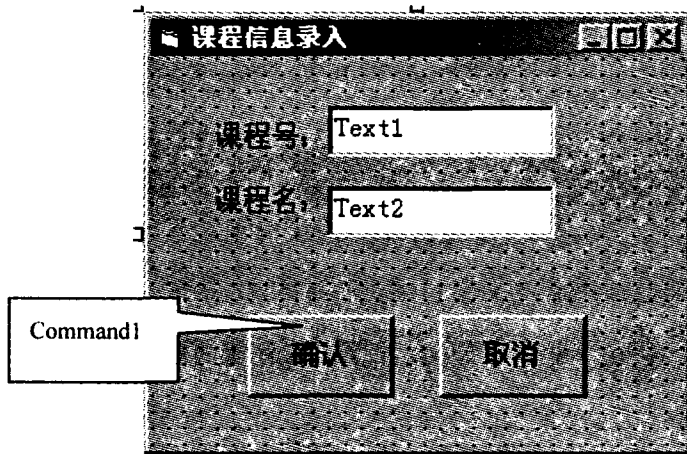 课程信息录入
课程号:
Text1
课程名:
Text2
Command1
确认
取消